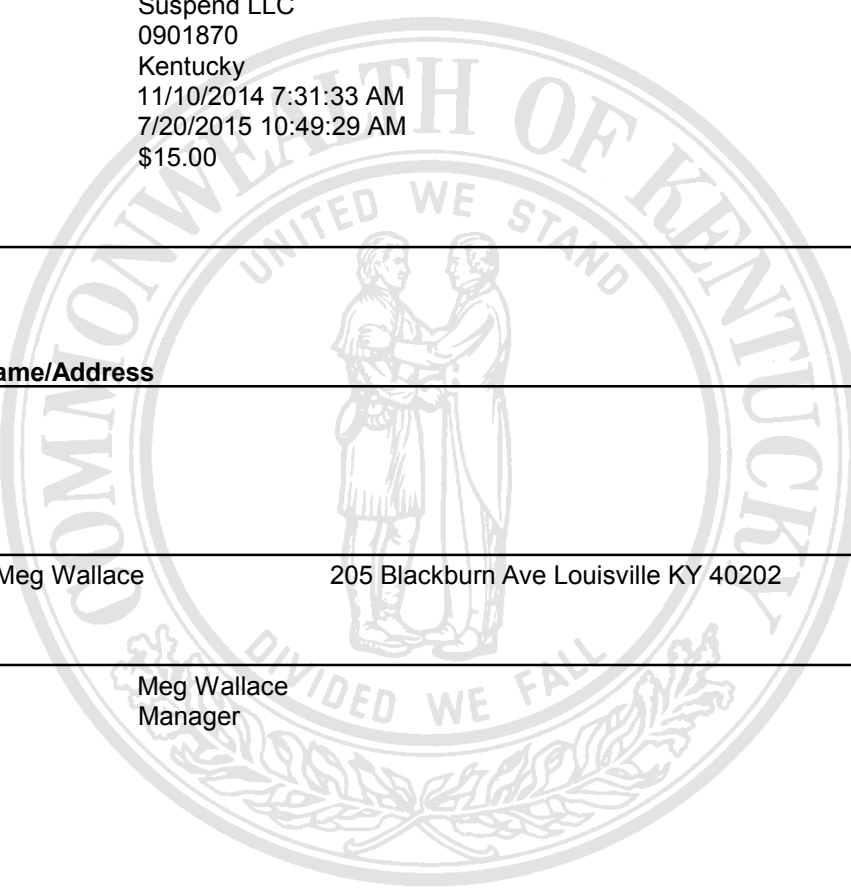 Suspend LLC
0901870
Kentucky
11/10/2014 7:31:33 AM
7/20/2015 10:49:29 AM
$15.00
COMMONWEALTH OF KENTUCKY
UNITED WE STAND
ame/Address
Meg Wallace 205 Blackburn Ave Louisville KY 40202
DIVIDED WE FALL
Meg Wallace
Manager